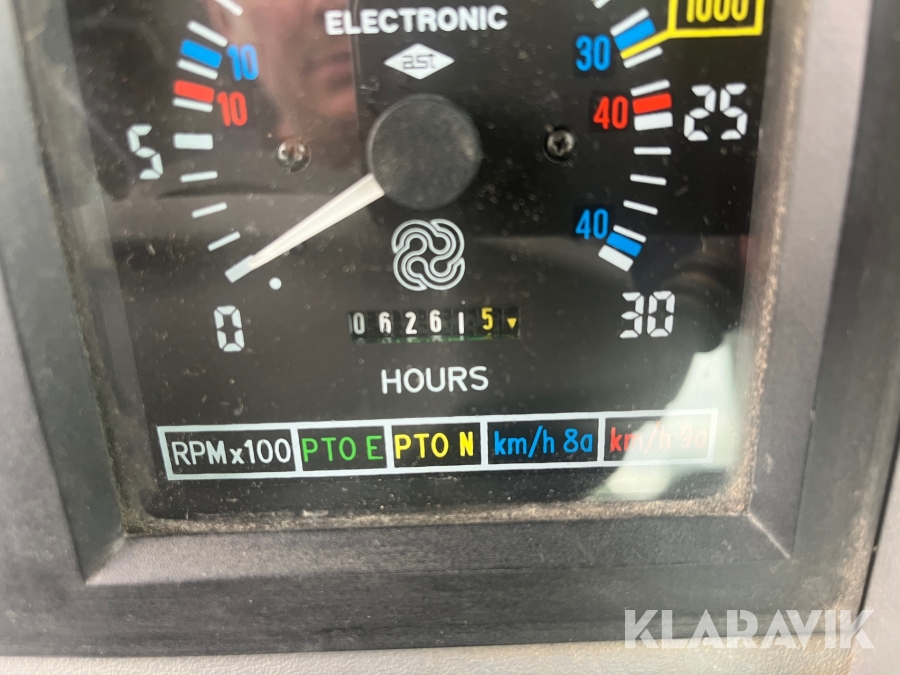 1000
ELECTRONIC
10
30
ast
10
40
25
5
40
0
062615
30
HOURS
RPMx100 PTO E PTO N km/h 8a km/h 9a
KLARAVIK